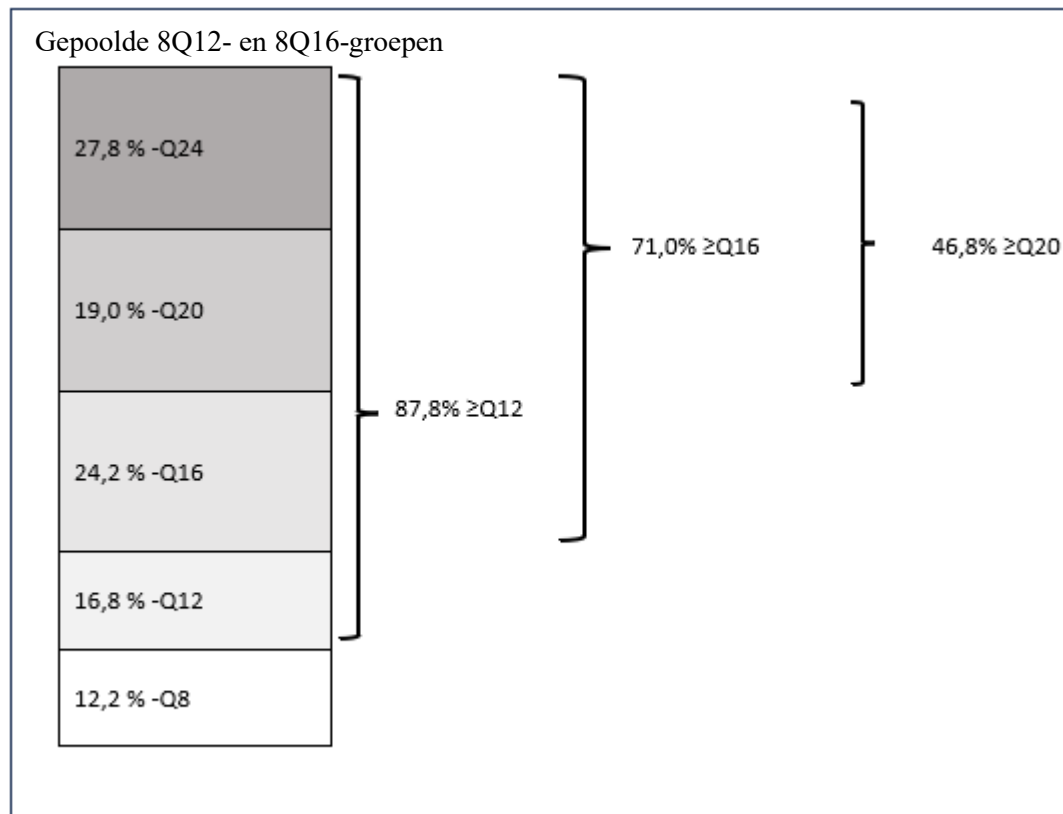 Gepoolde 8Q12- en 8Q16-groepen
27,8 % -Q24
19,0 % -Q20
71,0% ≥Q16
46,8% ≥Q20
87,8% ≥Q12
24,2 % -Q16
16,8 % -Q12
12,2 % -Q8